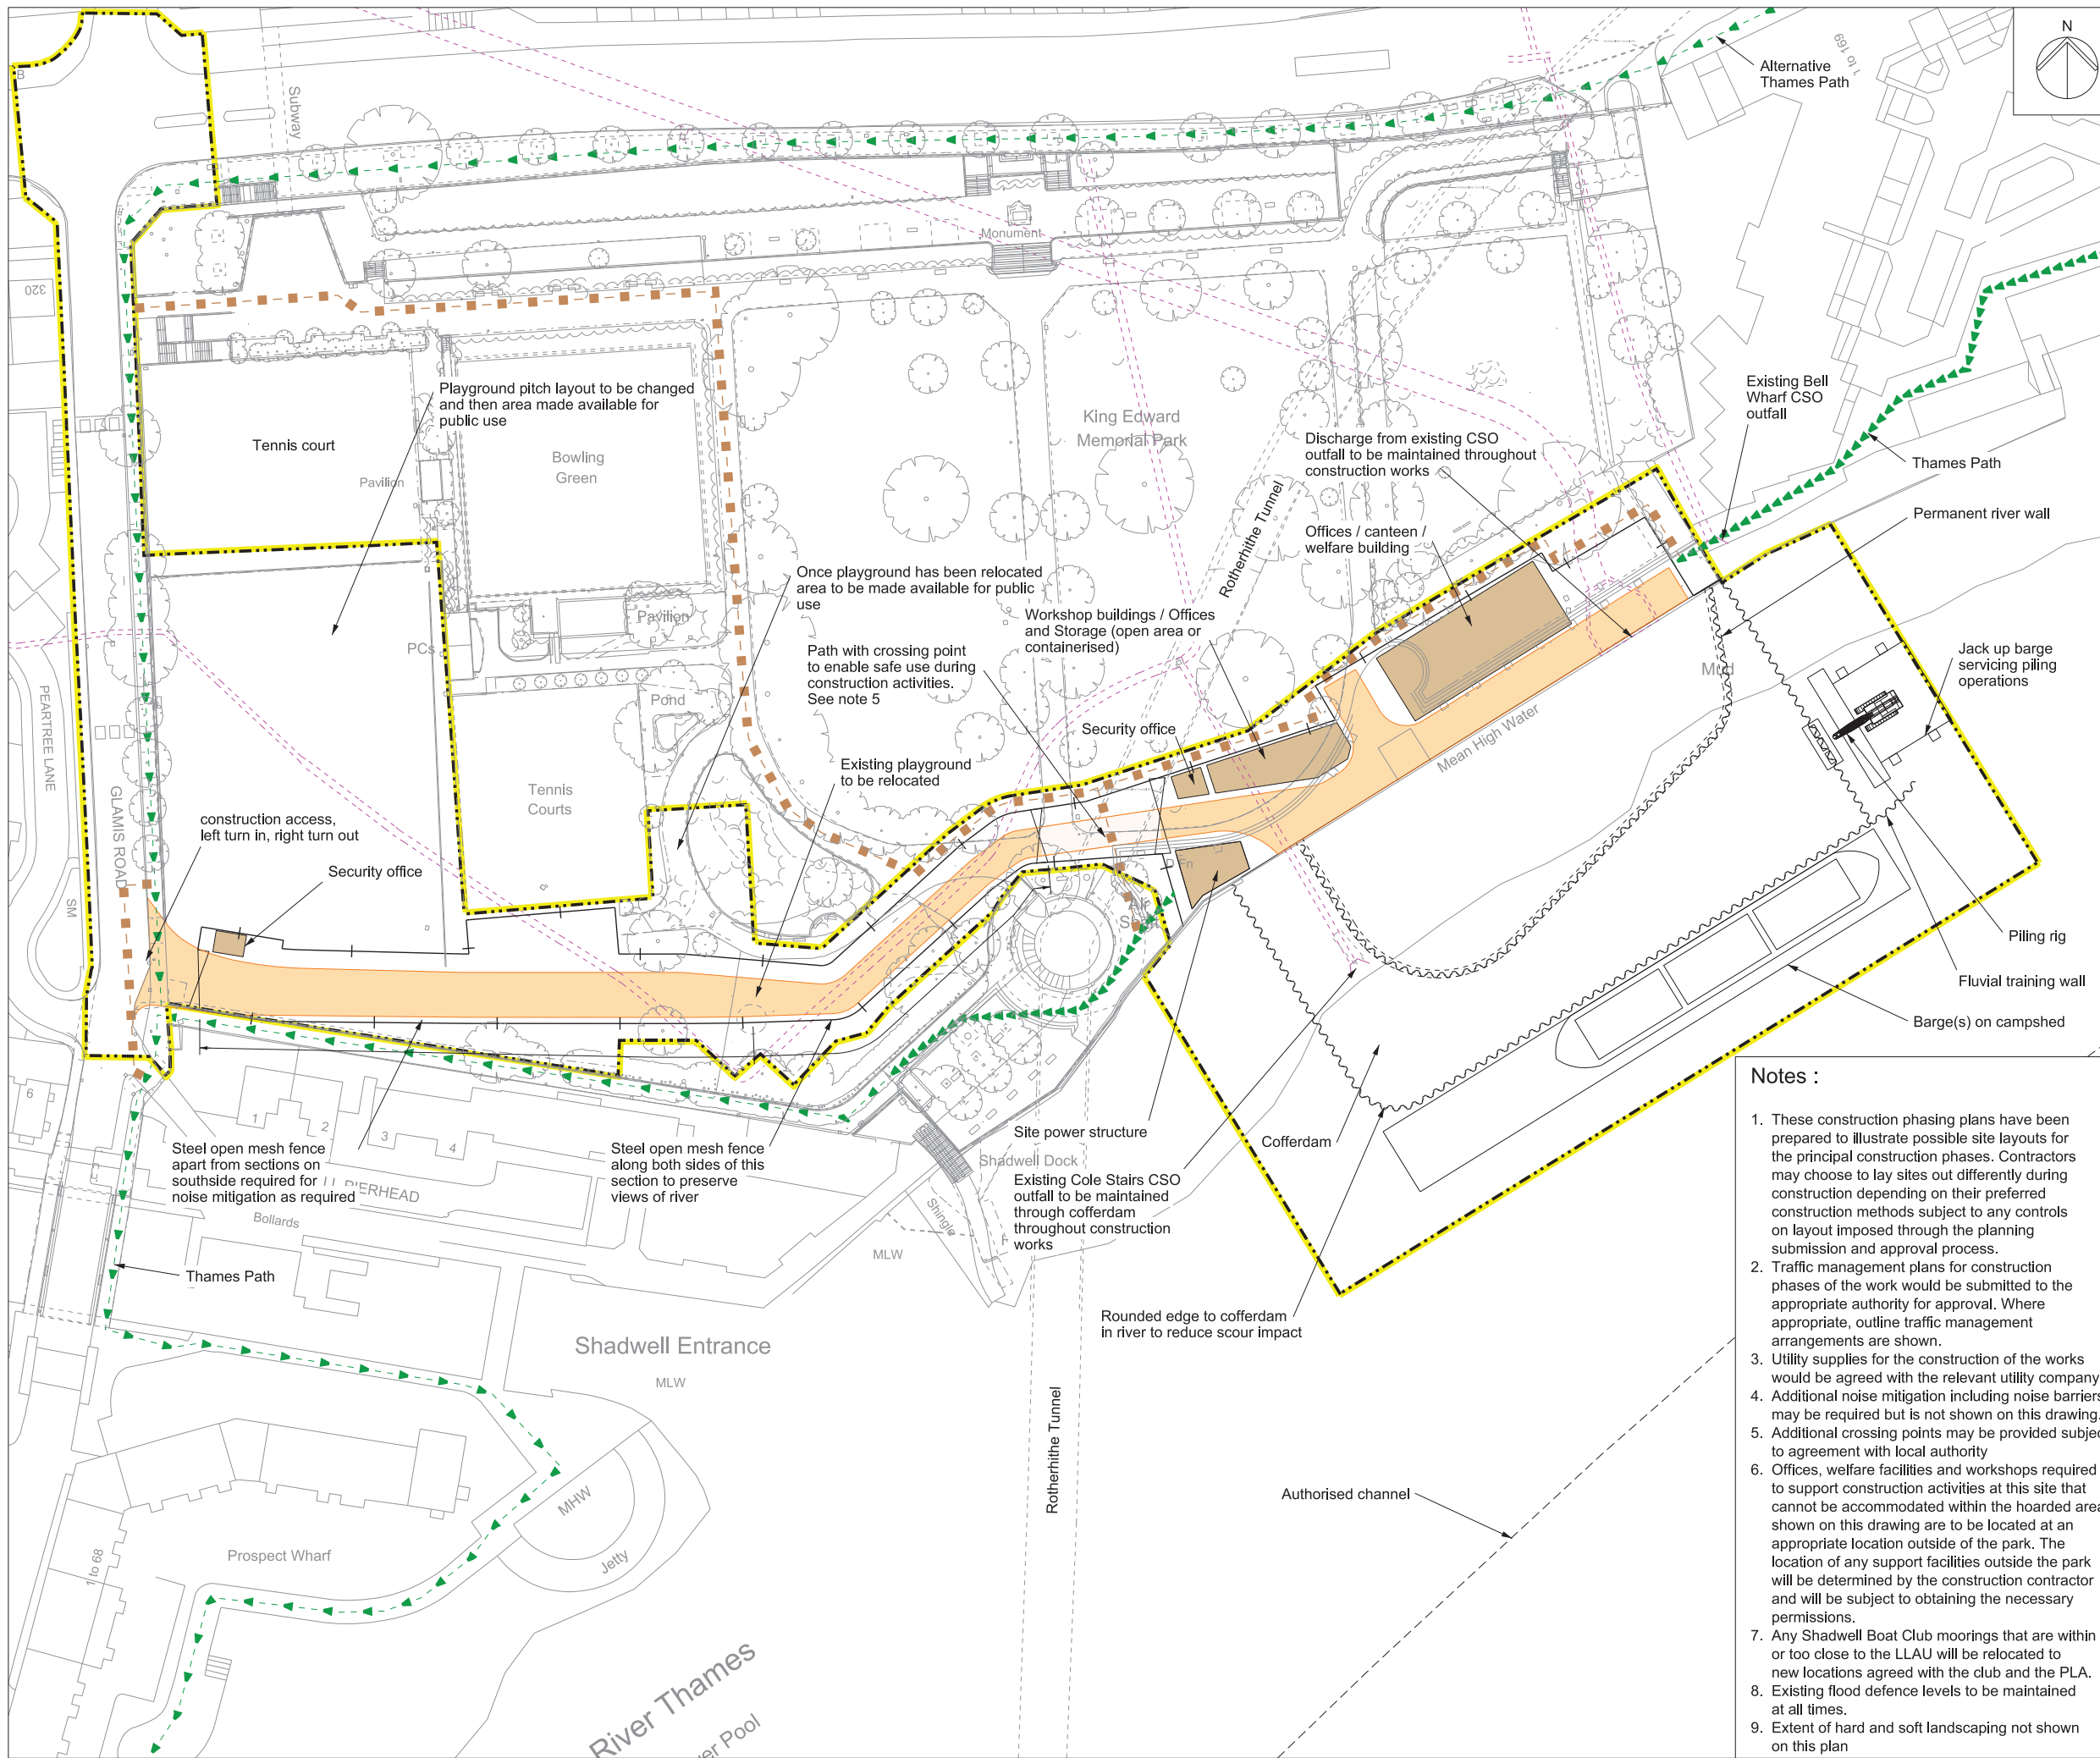 N
Alternative
Thames Path
1 to 169
B
Subway
Monument
320
Playground pitch layout to be changed
and then area made available for
public use
Tennis court
Pavilion
Bowling
Green
King Edward
Memorial Park
Existing Bell
Wharf CSO
outfall
Discharge from existing CSO
outfall to be maintained throughout
construction works
Thames Path
Rotherhithe Tunnel
Offices / canteen /
welfare building
Permanent river wall
Once playground has been relocated
area to be made available for public
use
Workshop buildings / Offices
and Storage (open area or
containerised)
Pavilion
PCs
Path with crossing point
to enable safe use during
construction activities.
See note 5
Jack up barge
servicing piling
operations
Mud
Pond
PEARTREE LANE
Security office
Mean High Water
Existing playground
to be relocated
Tennis
Courts
GLAMIS ROAD
construction access,
left turn in, right turn out
Security office
SM
D Fn
Air
Shaft
Piling rig
Fluvial training wall
Barge(s) on campshed
6
1
2
3
4
Steel open mesh fence
apart from sections on
southside required for
noise mitigation as required
PIERHEAD
Bollards
Steel open mesh fence
along both sides of this
section to preserve
views of river
Site power structure
Shadwell Dock
Cofferdam
Existing Cole Stairs CSO
outfall to be maintained
through cofferdam
throughout construction
works
Shingle
MLW
Thames Path
Rounded edge to cofferdam
in river to reduce scour impact
Shadwell Entrance
MLW
Rotherhithe Tunnel
Authorised channel
MHW
Jetty
Prospect Wharf
1 to 68
River Thames
er Pool
Notes :
1. These construction phasing plans have been
prepared to illustrate possible site layouts for
the principal construction phases. Contractors
may choose to lay sites out differently during
construction depending on their preferred
construction methods subject to any controls
on layout imposed through the planning
submission and approval process.
2. Traffic management plans for construction
phases of the work would be submitted to the
appropriate authority for approval. Where
appropriate, outline traffic management
arrangements are shown.
3. Utility supplies for the construction of the works
would be agreed with the relevant utility company
4. Additional noise mitigation including noise barriers
may be required but is not shown on this drawing.
5. Additional crossing points may be provided subjec
to agreement with local authority
6. Offices, welfare facilities and workshops required
to support construction activities at this site that
cannot be accommodated within the hoarded area
shown on this drawing are to be located at an
appropriate location outside of the park. The
location of any support facilities outside the park
will be determined by the construction contractor
and will be subject to obtaining the necessary
permissions.
7. Any Shadwell Boat Club moorings that are within
or too close to the LLAU will be relocated to
new locations agreed with the club and the PLA.
8. Existing flood defence levels to be maintained
at all times.
9. Extent of hard and soft landscaping not shown
on this plan